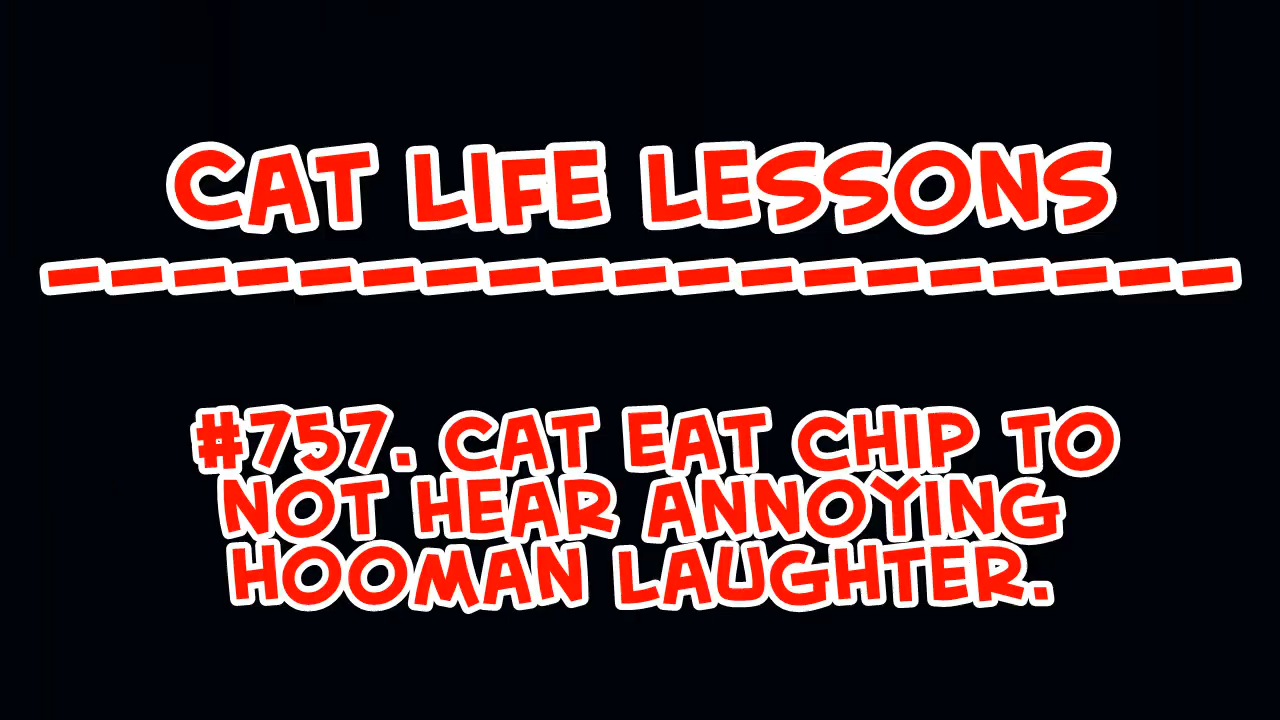 CAT LIFE LESSONS
-------------------
#757. CAT EAT CHIP TO
NOT HEAR ANNOYING
HOOMAN LAUGHTER.